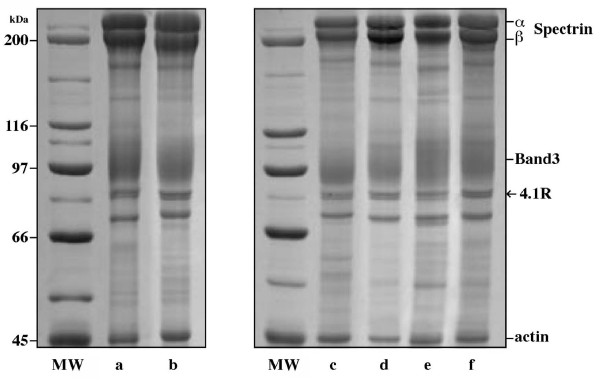 kDa
200
116
97
66
45
MW a b
α
β
Spectrin
Band3
4.1R
actin
MW c d e f